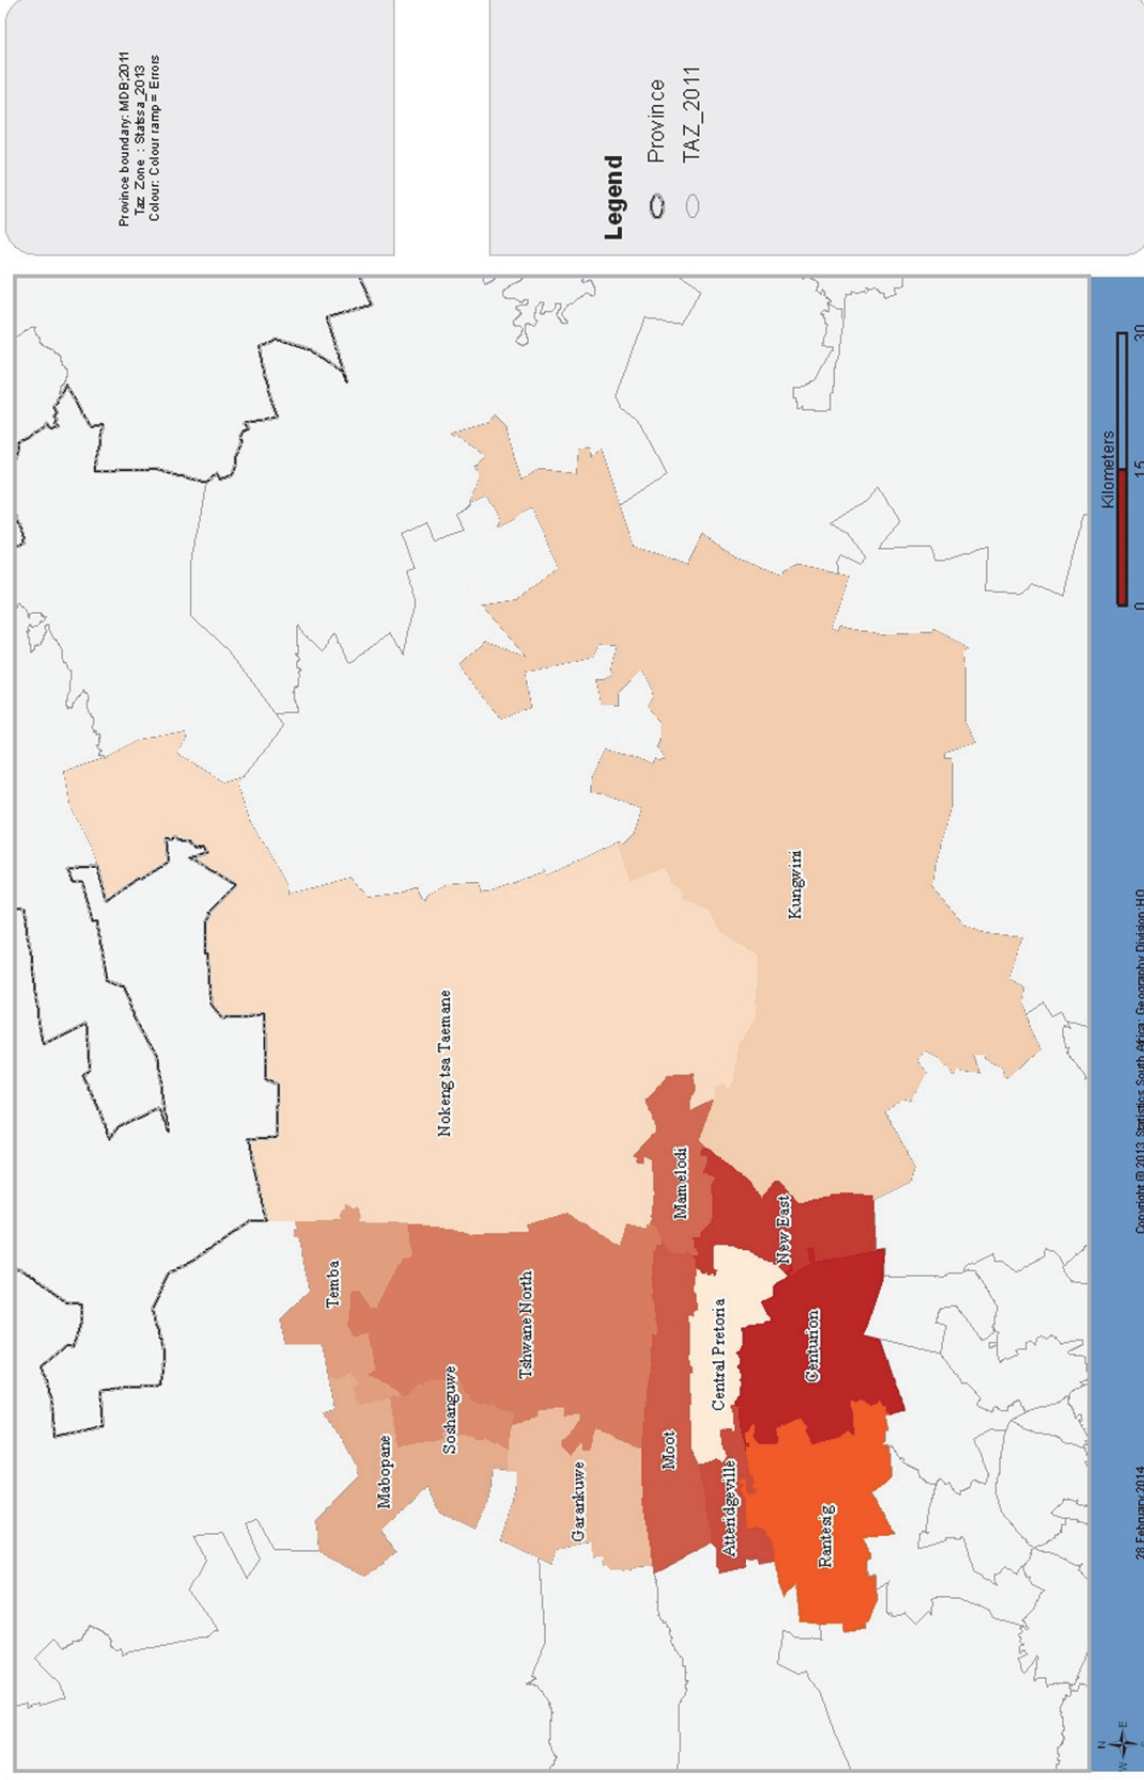 Province boundary: MDB;2011
Taz Zone : Statssa_2013
Colour: Colour ramp = Errors
Legend
Province
TAZ_2011
Temba
Mabopane
Soshanguwe
Nokeng tsa Taemane
Tshwane North
Garankuwe
Moot
Mamelodi
Central Pretoria
Atteridgeville
New East
Kungwini
Centurion
Rantesig
N
W
E
28 February 2014
Copyright @ 2013 Statistics South Africa: Geography Division: HO
Kilometers
0 15 30